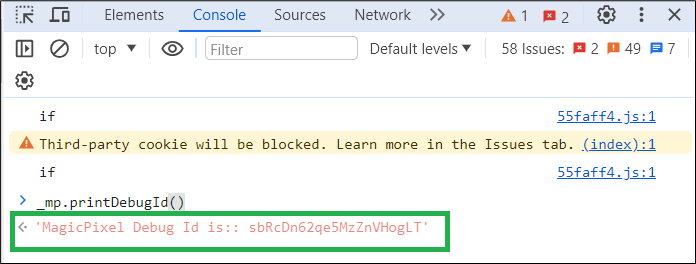 Elements Console Sources Network 1 2
top Filter Default levels 58 Issues: 2 49 7
if 55faff4.js:1
Third-party cookie will be blocked. Learn more in the Issues tab. (index):1
if 55faff4.js:1
_mp.printDebugId()
'MagicPixel Debug Id is:: sbRcDn62qe5MzZnVHogLT'